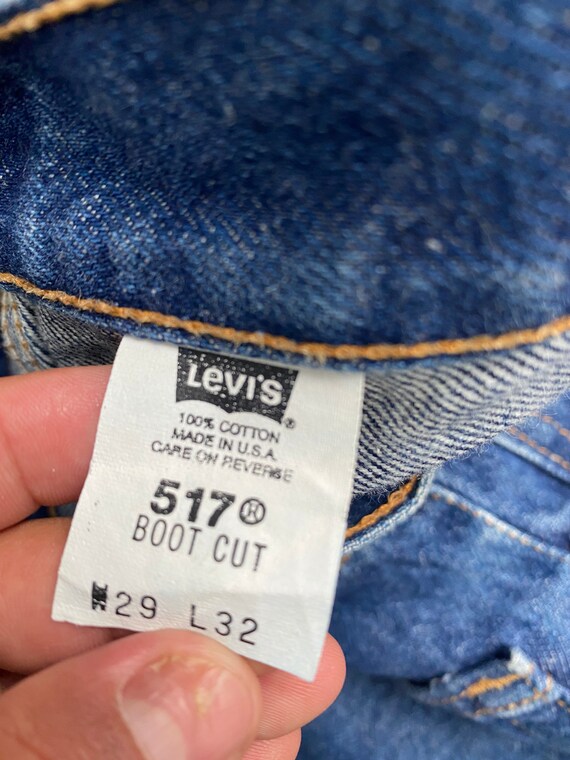 Levi's®
100% COTTON
MADE IN U.S.A.
CARE ON REVERSE
517®
BOOT CUT
W29 L32